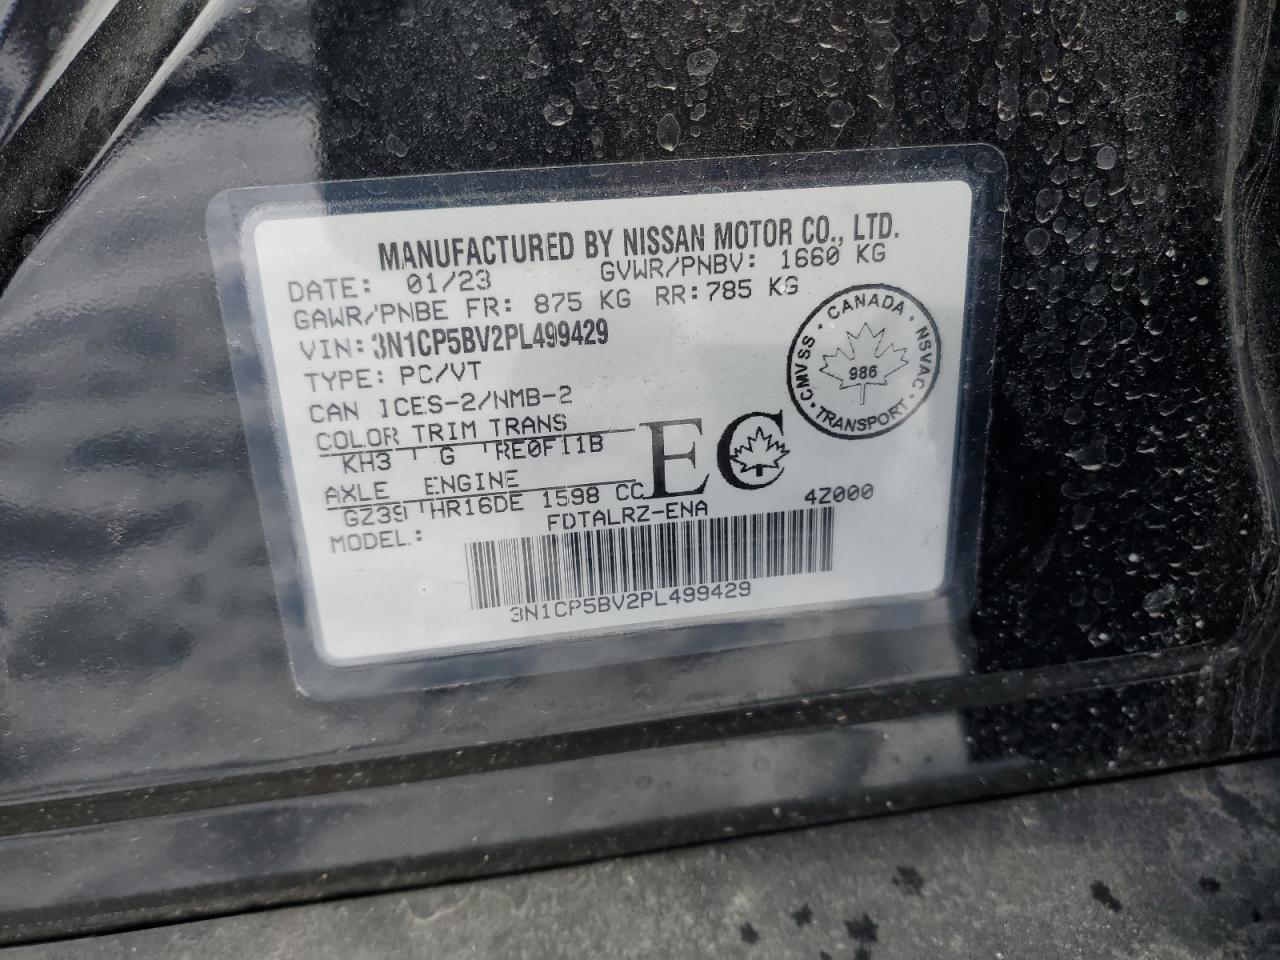 MANUFACTURED BY NISSAN MOTOR CO., LTD.
DATE: 01/23 GVWR/PNBV: 1660 KG
GAWR/PNBE FR: 875 KG RR:785 KG
VIN:3N1CP5BV2PL499429
TYPE: PC/VT
CAN ICES-2/NMB-2
COLOR TRIM TRANS
KH3 G RE0F11B
AXLE ENGINE
GZ39 HR16DE 1598 CC
MODEL: FDTALRZ-ENA 4Z000
3N1CP5BV2PL499429
EC
CANADA · NSVAC · TRANSPORT · CMVSS ·
986